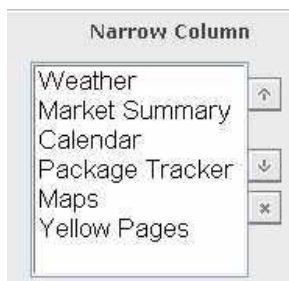 Narrow Column
Weather
Market Summary
Calendar
Package Tracker
Maps
Yellow Pages